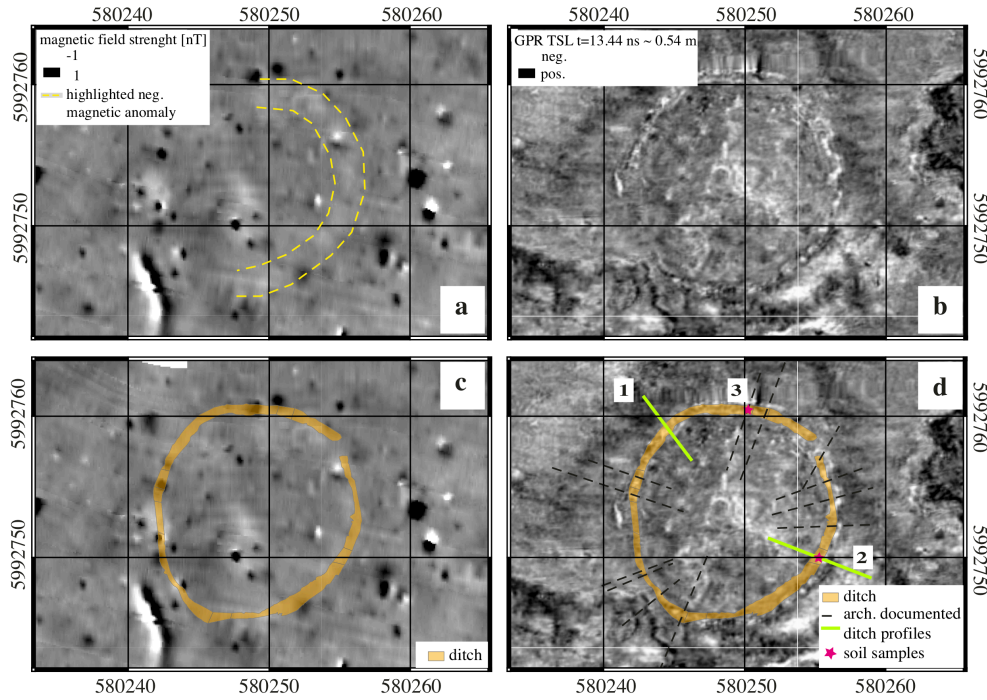 580240 580250 580260 580240 580250 580260
magnetic field strenght [nT]
-1
1
highlighted neg.
magnetic anomaly
GPR TSL t=13.44 ns ~ 0.54 m
neg.
pos.
5992760
5992750
5992760
5992750
a
b
c
d
5992760
5992750
5992760
5992750
1
3
2
ditch
ditch
arch. documented
ditch profiles
soil samples
580240 580250 580260 580240 580250 580260